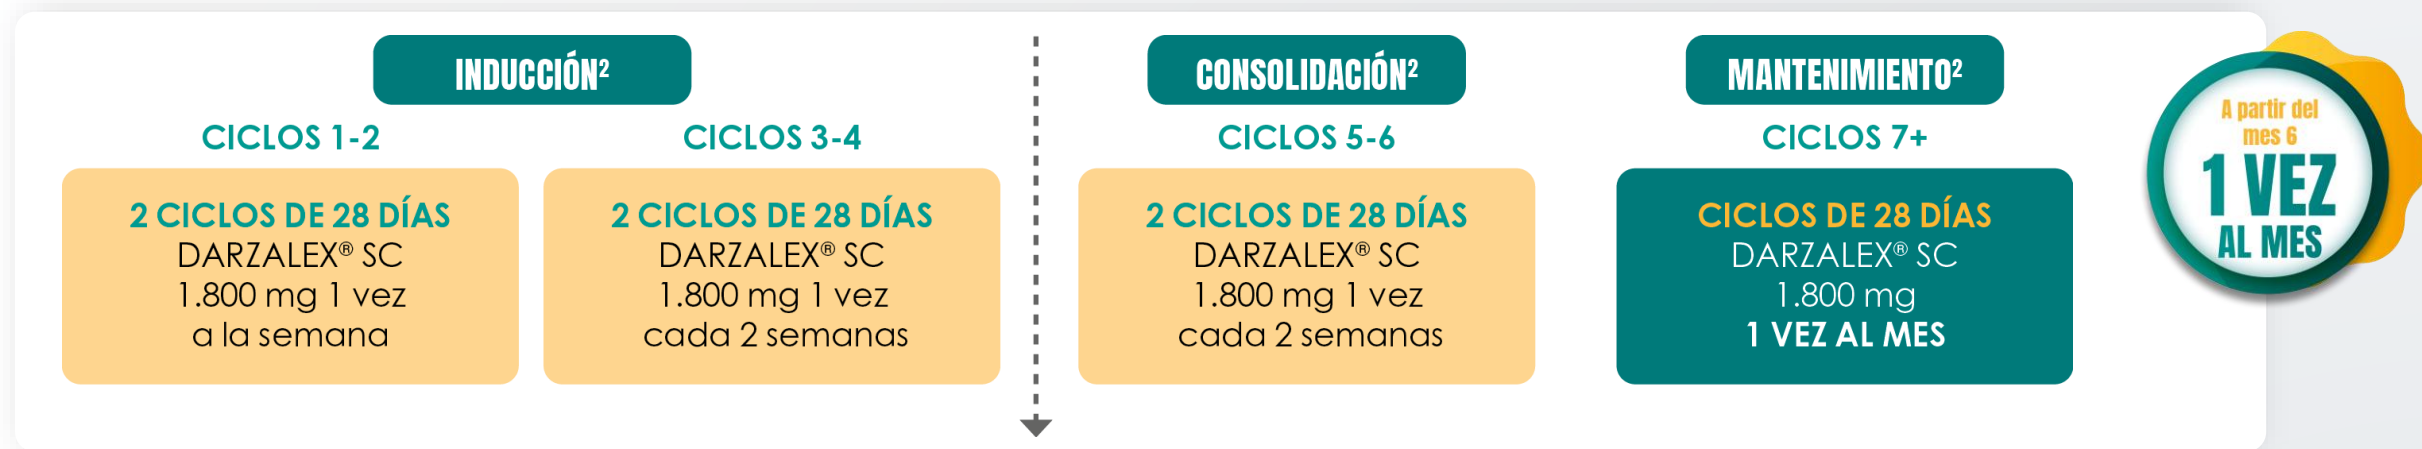 INDUCCIÓN²
CICLOS 1-2
2 CICLOS DE 28 DÍAS
DARZALEX® SC
1.800 mg 1 vez
a la semana
CICLOS 3-4
2 CICLOS DE 28 DÍAS
DARZALEX® SC
1.800 mg 1 vez
cada 2 semanas
CONSOLIDACIÓN²
CICLOS 5-6
2 CICLOS DE 28 DÍAS
DARZALEX® SC
1.800 mg 1 vez
cada 2 semanas
MANTENIMIENTO²
CICLOS 7+
CICLOS DE 28 DÍAS
DARZALEX® SC
1.800 mg
1 VEZ AL MES
A partir del
mes 6
1 VEZ
AL MES